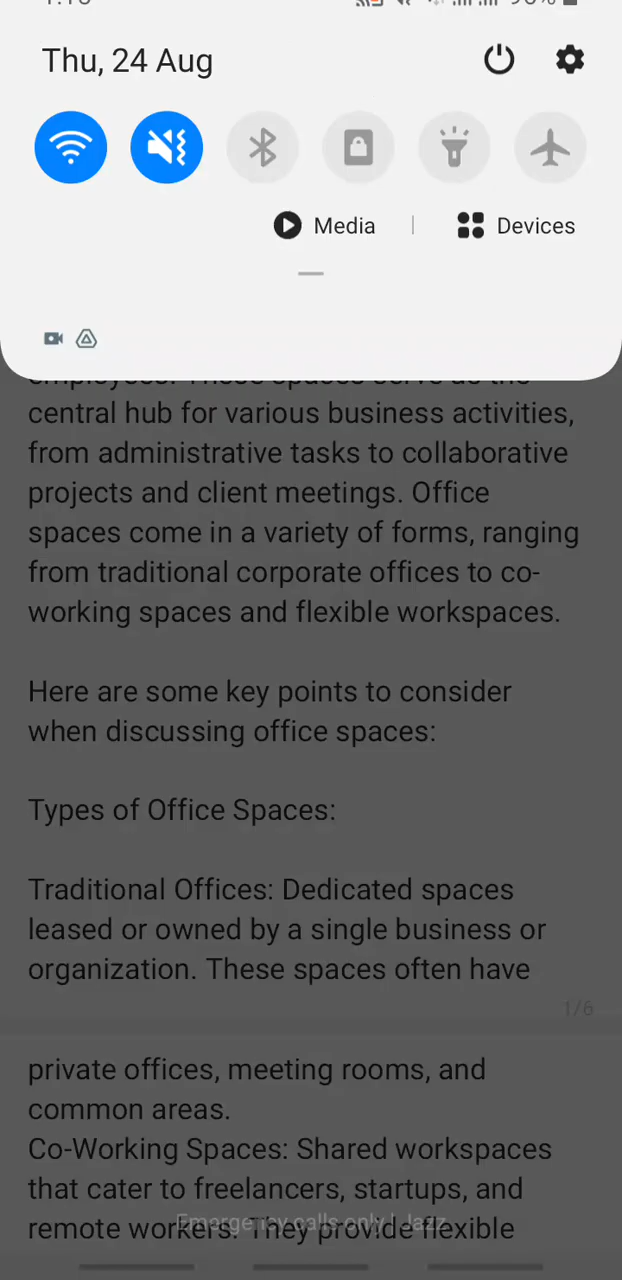 Thu, 24 Aug
Media
Devices
central hub for various business activities,
from administrative tasks to collaborative
projects and client meetings. Office
spaces come in a variety of forms, ranging
from traditional corporate offices to co-
working spaces and flexible workspaces.
Here are some key points to consider
when discussing office spaces:
Types of Office Spaces:
Traditional Offices: Dedicated spaces
leased or owned by a single business or
organization. These spaces often have
1/6
private offices, meeting rooms, and
common areas.
Co-Working Spaces: Shared workspaces
that cater to freelancers, startups, and
remote workers. They provide flexible
Emergency calls only | Jazz